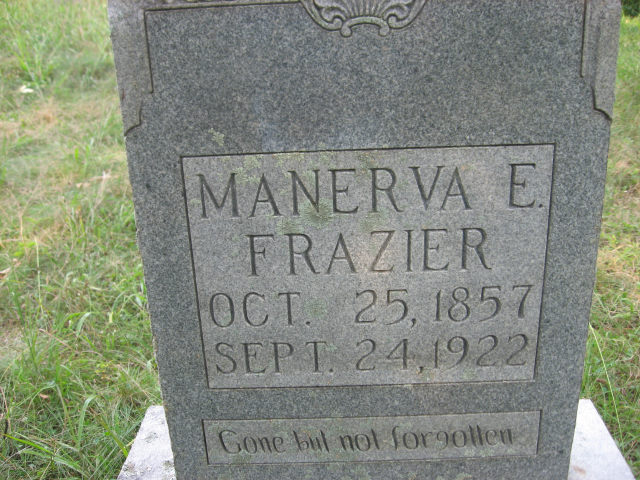 MANERVA E.
FRAZIER
OCT. 25, 1857
SEPT. 24, 1922
Gone but not forgotten